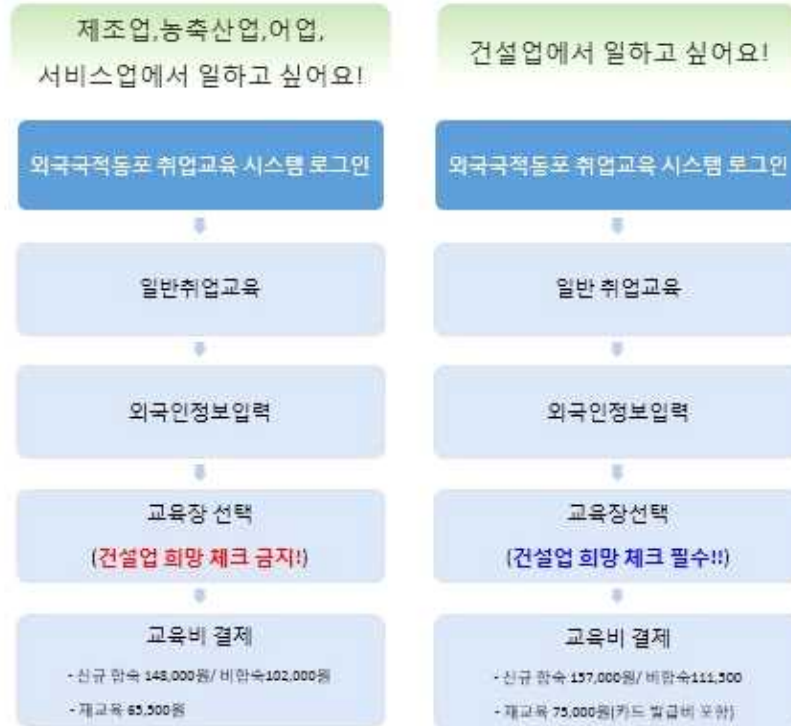 제조업,농축산업,어업,
서비스업에서 일하고 싶어요!
외국국적동포 취업교육 시스템 로그인
일반취업교육
외국인정보입력
교육장 선택
(건설업 희망 체크 금지!)
교육비 결제
- 신규 합숙 148,000원/ 비합숙102,000원
- 재교육 65,500원
건설업에서 일하고 싶어요!
외국국적동포 취업교육 시스템 로그인
일반 취업교육
외국인정보입력
교육장선택
(건설업 희망 체크 필수!!)
교육비 결제
- 신규 합숙 157,000원/ 비합숙111,500
- 재교육 75,000원(카드 발급비 포함)